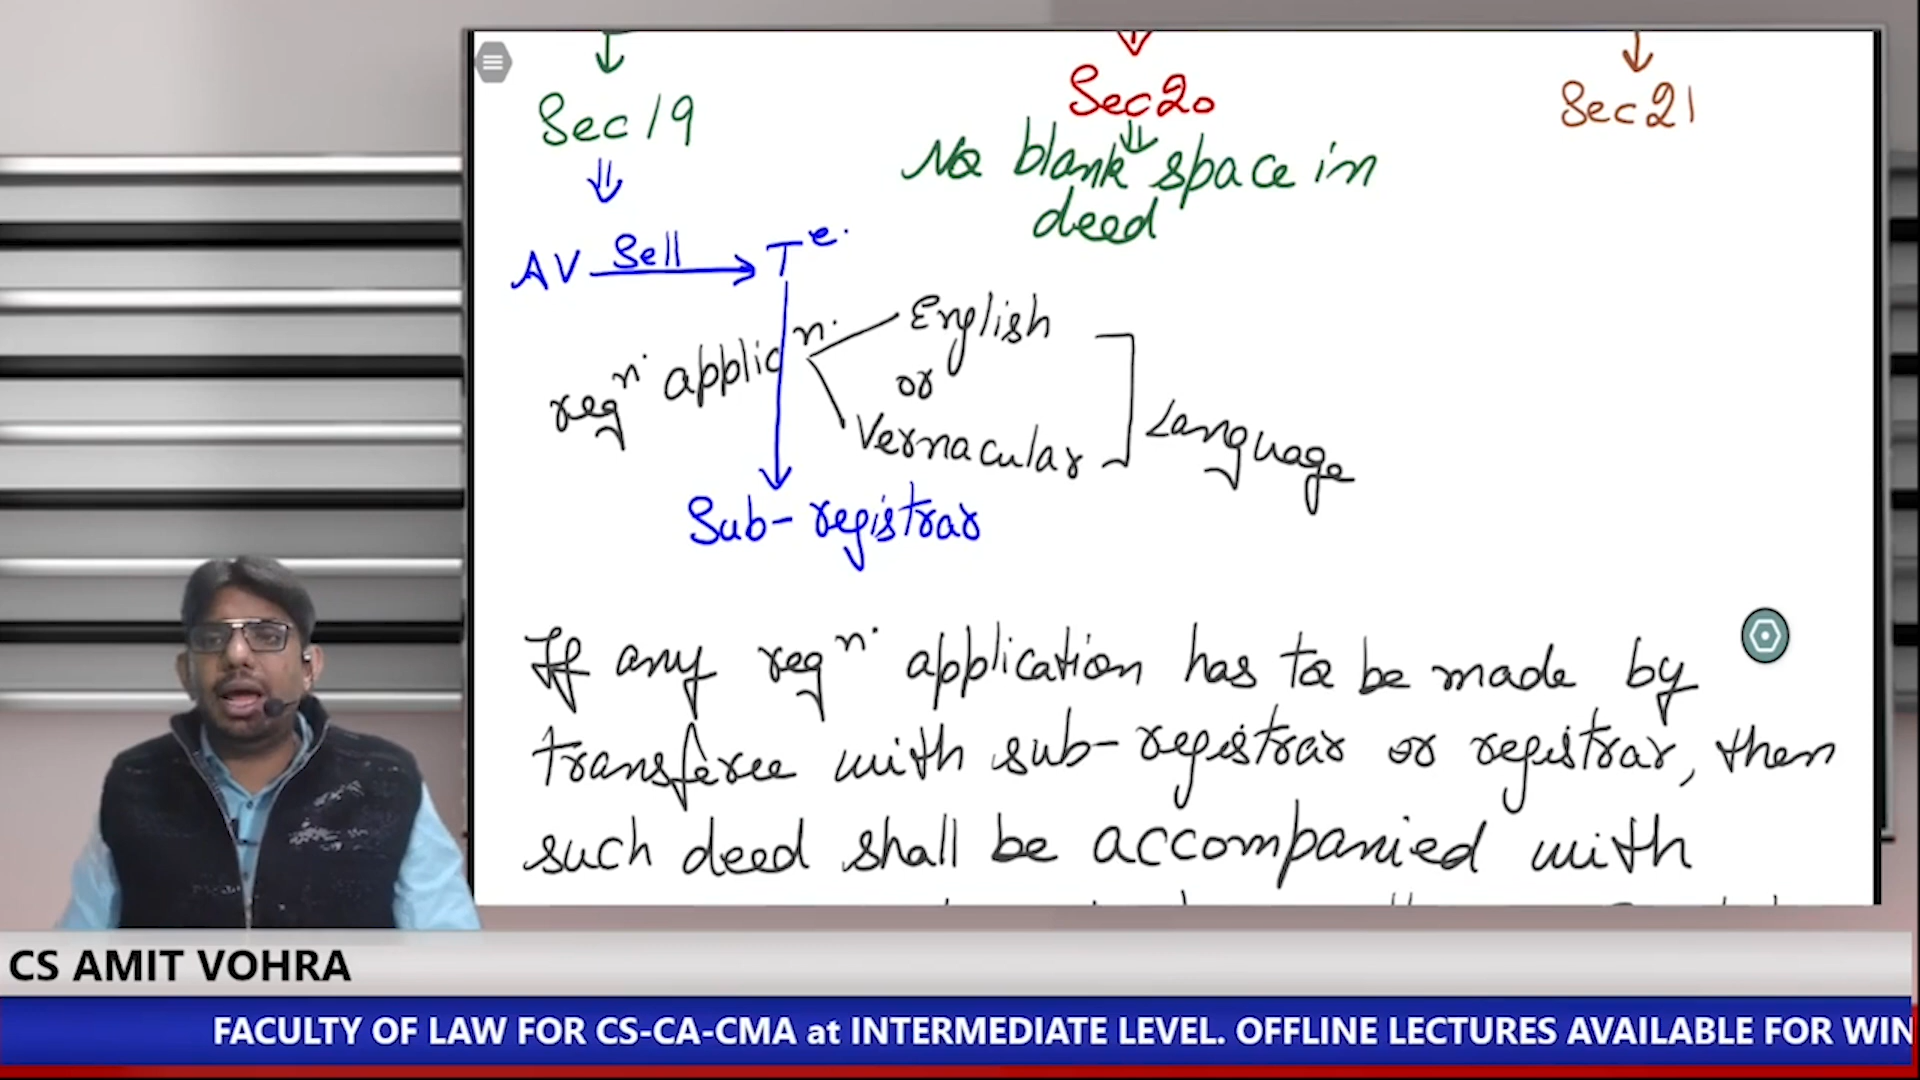 Sec 19
Sec 20
Sec 21
No blank space in
deed
AV Sell Te.
regn. applicn. English
or
Vernacular
Language
Sub-registrar
If any regn. application has to be made by
transferee with sub-registrar or registrar, then
such deed shall be accompanied with
CS AMIT VOHRA
FACULTY OF LAW FOR CS-CA-CMA at INTERMEDIATE LEVEL. OFFLINE LECTURES AVAILABLE FOR WIN